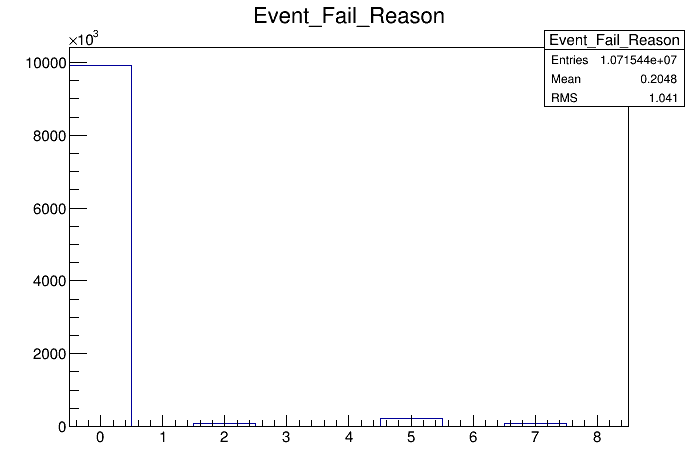 Event_Fail_Reason
×10³
Event_Fail_Reason
Entries 1.071544e+07
Mean 0.2048
RMS 1.041
10000
8000
6000
4000
2000
0
0 1 2 3 4 5 6 7 8